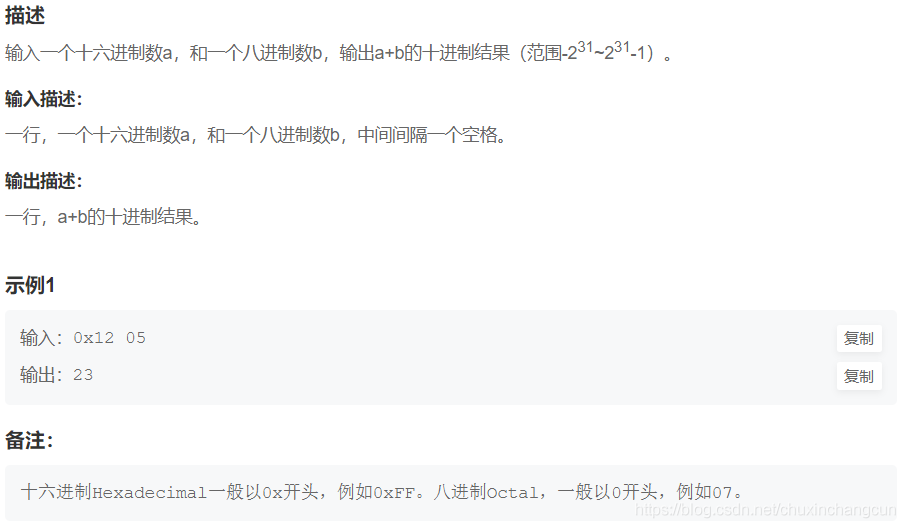 描述
输入一个十六进制数a，和一个八进制数b，输出a+b的十进制结果（范围-2^31~2^31-1）。
输入描述：
一行，一个十六进制数a，和一个八进制数b，中间间隔一个空格。
输出描述：
一行，a+b的十进制结果。
示例1
输入：0x12 05
复制
输出：23
复制
备注：
十六进制Hexadecimal一般以0x开头，例如0xFF。八进制Octal，一般以0开头，例如07。
https://blog.csdn.net/chuxinchangcun